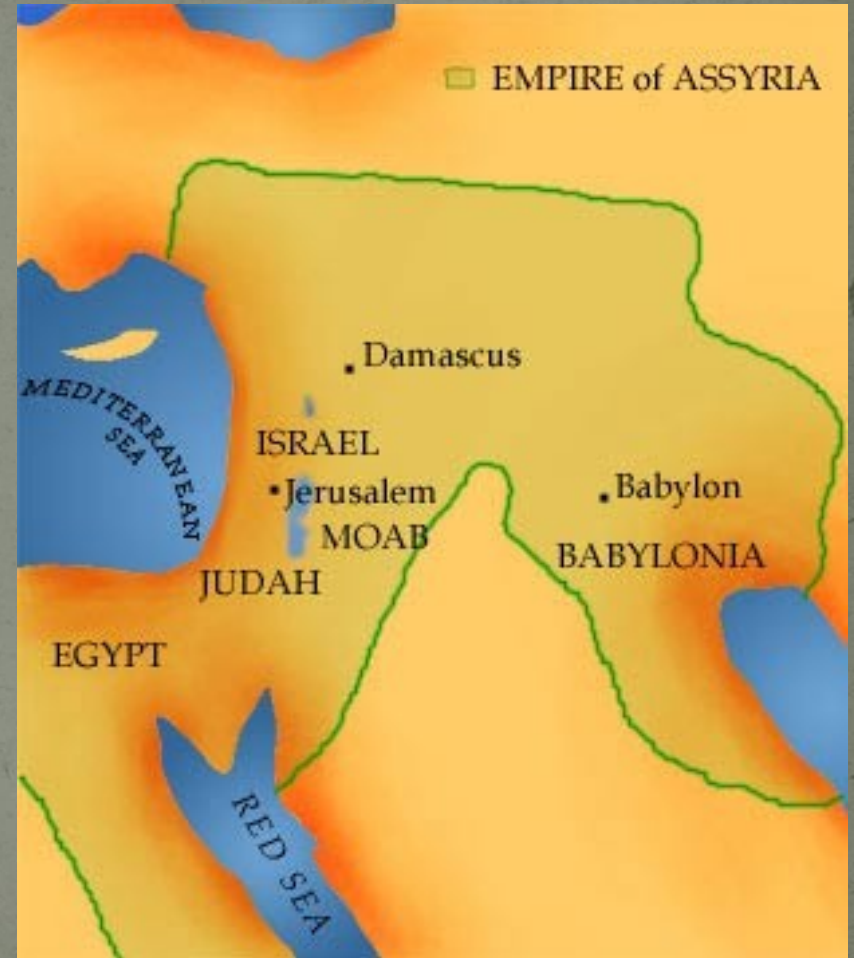 EMPIRE of ASSYRIA
Damascus
MEDITERRANEAN
SEA
ISRAEL
Jerusalem
Babylon
MOAB
BABYLONIA
JUDAH
EGYPT
RED SEA